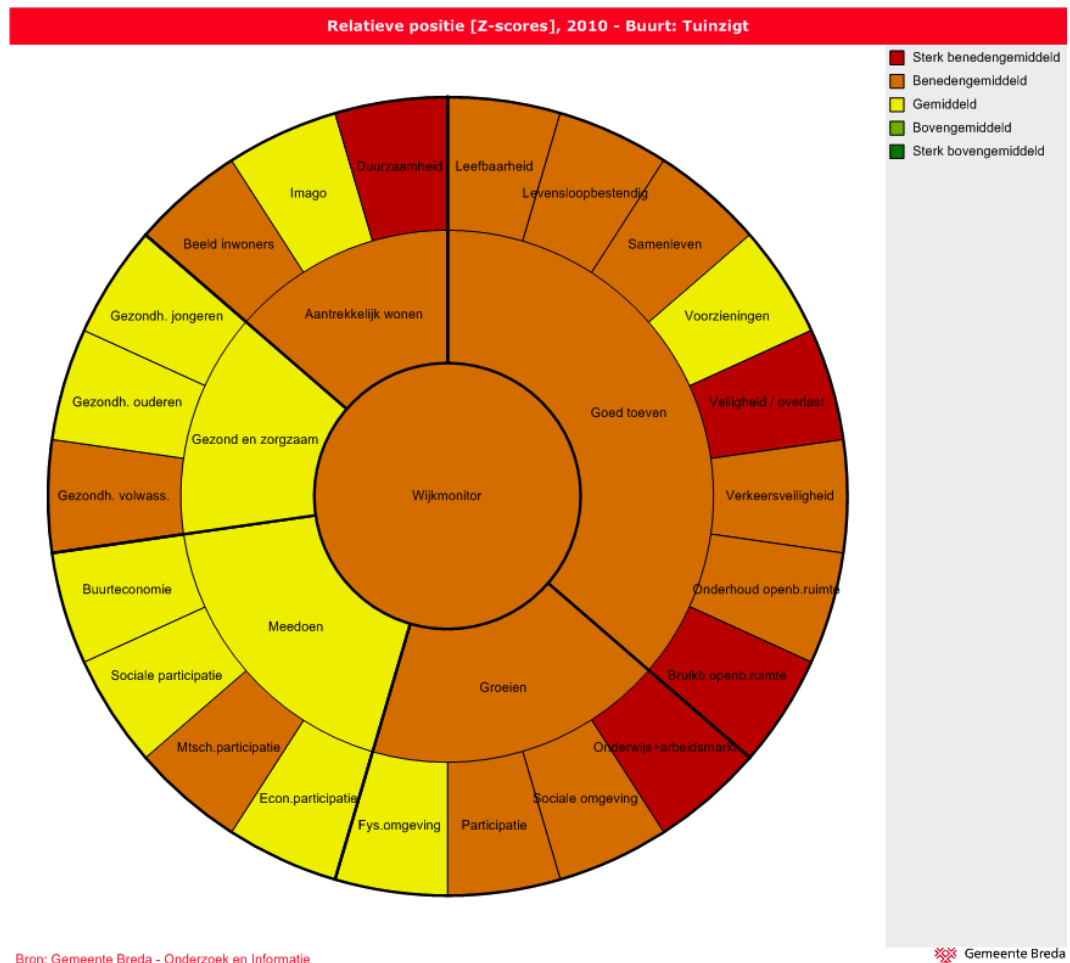 Relatieve positie [Z-scores], 2010 - Buurt: Tuinzigt
Sterk benedengemiddeld
Benedengemiddeld
Gemiddeld
Bovengemiddeld
Sterk bovengemiddeld
Duurzaamheid
Leefbaarheid
Imago
Levensloopbestendig
Beeld inwoners
Samenleven
Gezondh. jongeren
Aantrekkelijk wonen
Voorzieningen
Gezondh. ouderen
Goed toeven
Veiligheid / overlast
Gezond en zorgzaam
Gezondh. volwass.
Wijkmonitor
Verkeersveiligheid
Buurteconomie
Onderhoud openb.ruimte
Meedoen
Sociale participatie
Groeien
Bruikb.openb.ruimte
Mtsch.participatie
Onderwijs+arbeidsmarkt
Econ.participatie
Sociale omgeving
Fys.omgeving
Participatie
Bron: Gemeente Breda - Onderzoek en Informatie
Gemeente Breda